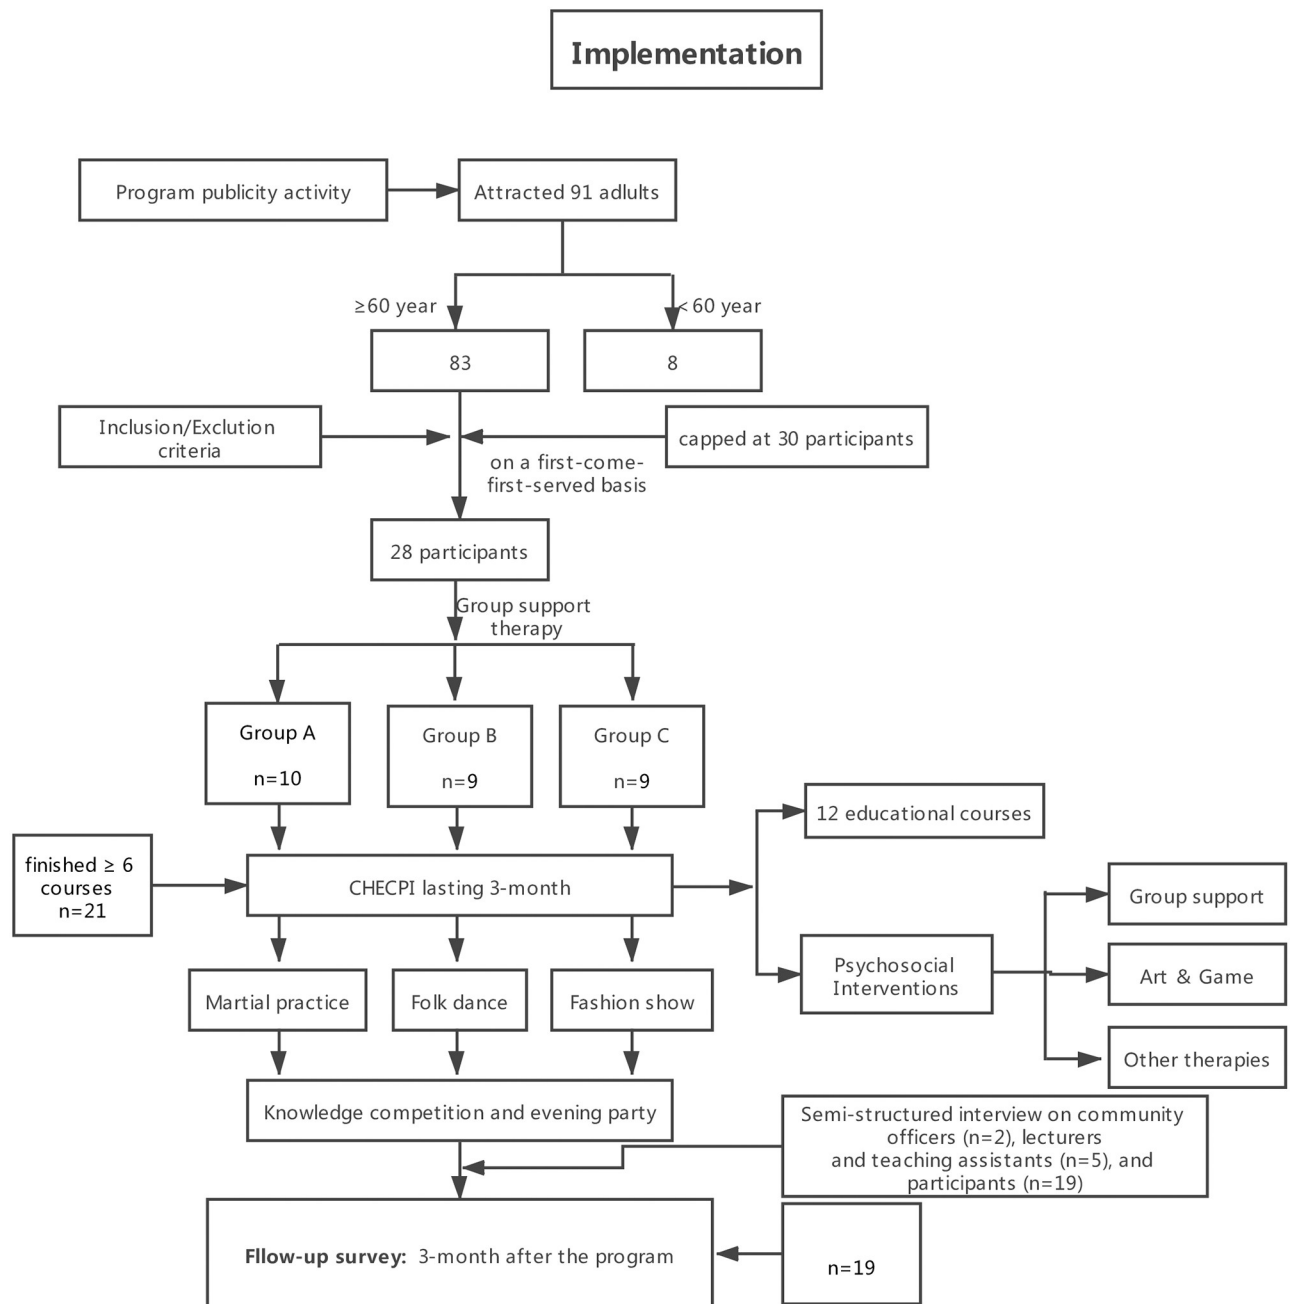 Implementation
Program publicity activity
Attracted 91 adlults
≥60 year
< 60 year
83
8
Inclusion/Exclution
criteria
capped at 30 participants
on a first-come-
first-served basis
28 participants
Group support
therapy
Group A
n=10
Group B
n=9
Group C
n=9
12 educational courses
finished ≥ 6
courses
n=21
CHECPI lasting 3-month
Group support
Psychosocial
Interventions
Art & Game
Other therapies
Martial practice
Folk dance
Fashion show
Knowledge competition and evening party
Semi-structured interview on community
officers (n=2), lecturers
and teaching assistants (n=5), and
participants (n=19)
Fllow-up survey: 3-month after the program
n=19